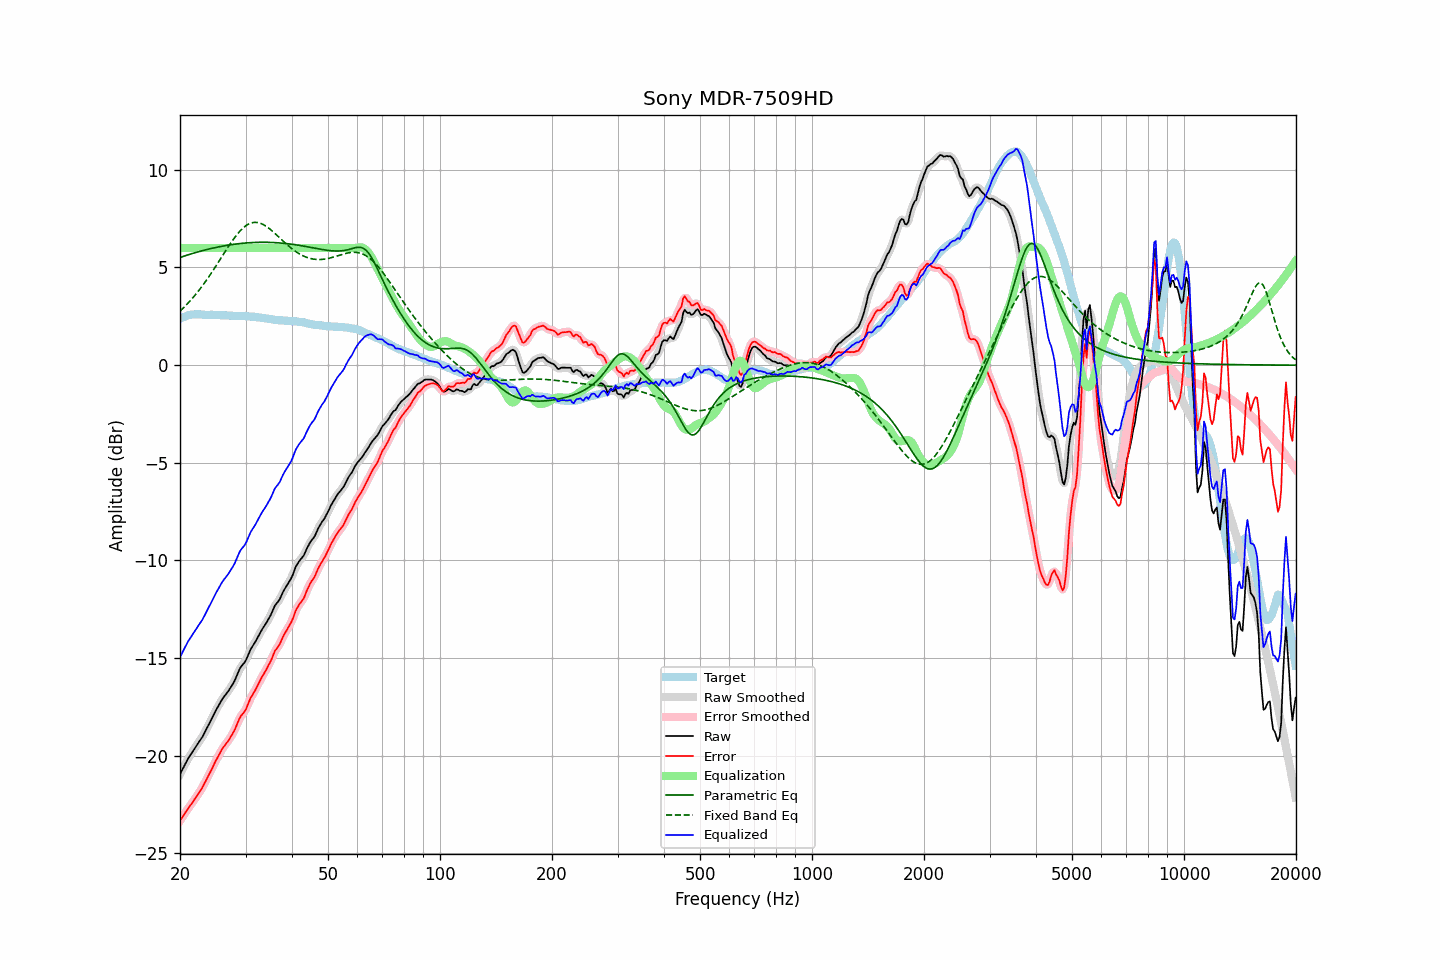 Sony MDR-7509HD
Amplitude (dBr)
10
5
0
−5
−10
−15
−20
−25
Target
Raw Smoothed
Error Smoothed
Raw
Error
Equalization
Parametric Eq
Fixed Band Eq
Equalized
20 50 100 200 500 1000 2000 5000 10000 20000
Frequency (Hz)